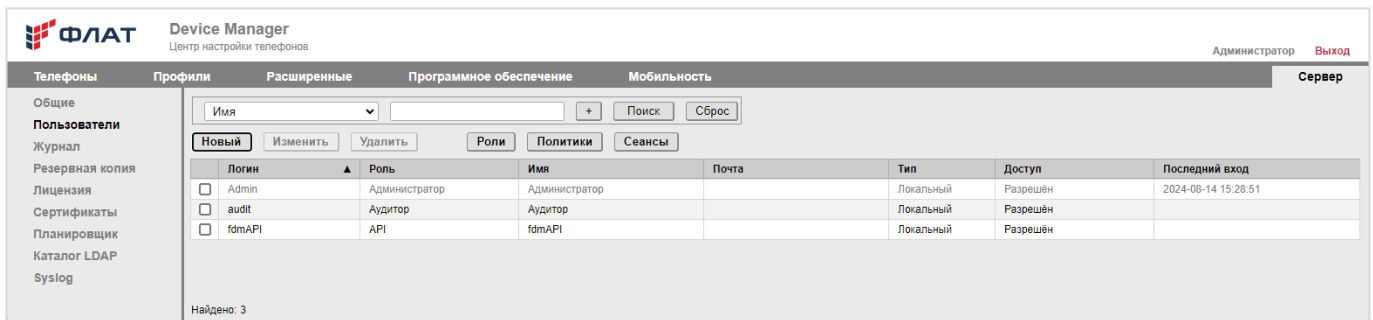 ФЛАТ
Device Manager
Центр настройки телефонов
Администратор Выход
Телефоны Профили Расширенные Программное обеспечение Мобильность Сервер
Общие
Пользователи
Журнал
Резервная копия
Лицензия
Сертификаты
Планировщик
Каталог LDAP
Syslog
Имя + Поиск Сброс
Новый Изменить Удалить Роли Политики Сеансы
Логин ▲ Роль Имя Почта Тип Доступ Последний вход
Admin Администратор Администратор Локальный Разрешён 2024-08-14 15:28:51
audit Аудитор Аудитор Локальный Разрешён
fdmAPI API fdmAPI Локальный Разрешён
Найдено: 3